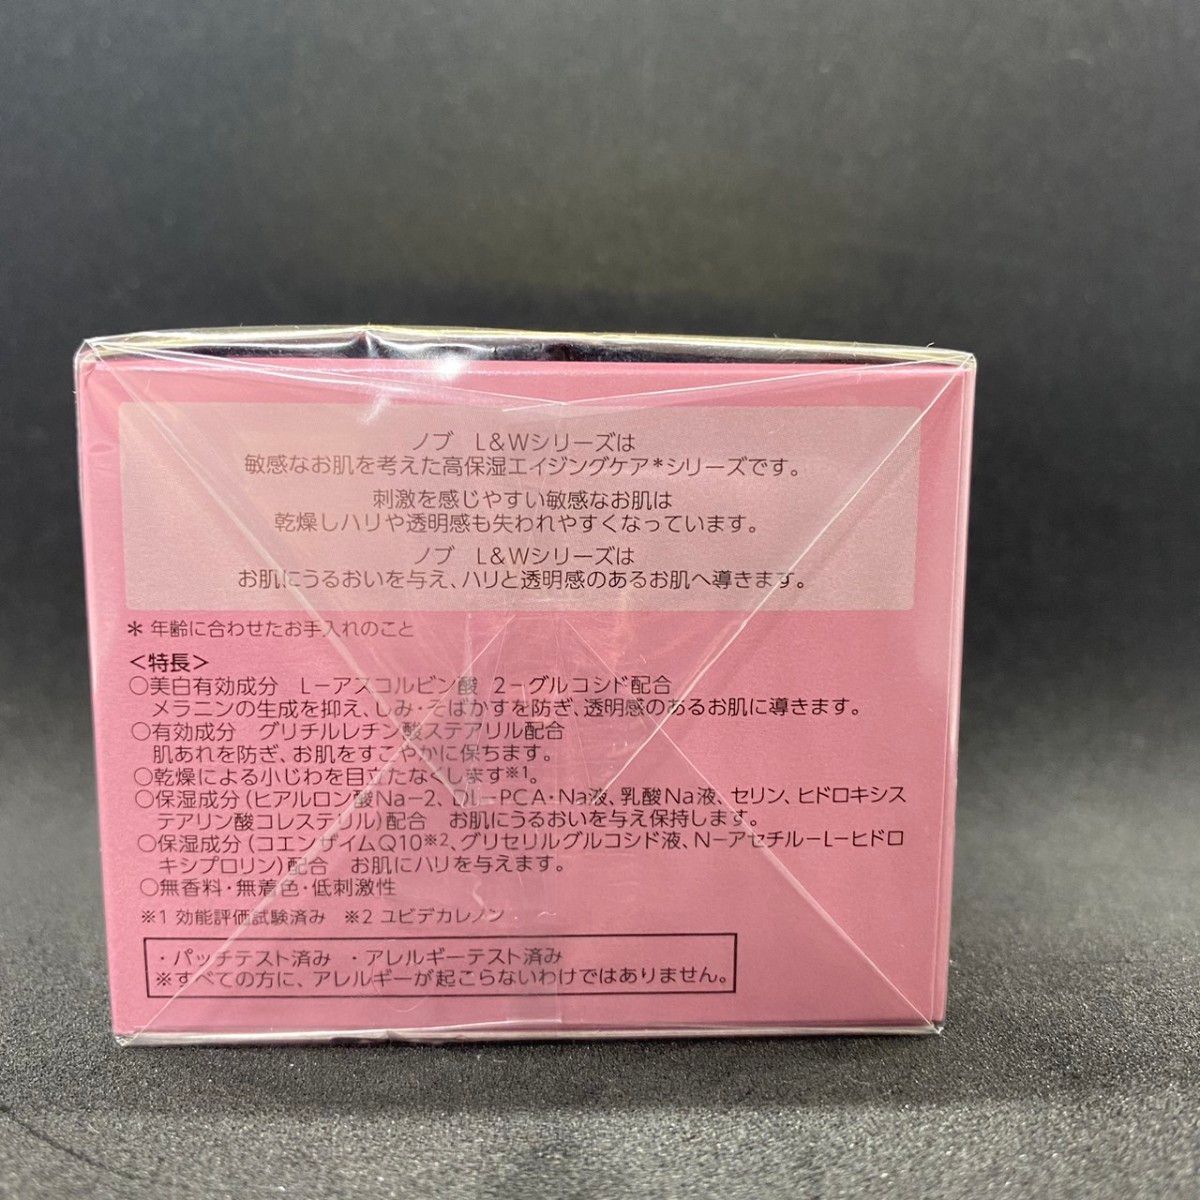 ノブ　L&Wシリーズは
敏感なお肌を考えた高保湿エイジングケア*シリーズです。
刺激を感じやすい敏感なお肌は
乾燥しハリや透明感も失われやすくなっています。
ノブ　L&Wシリーズは
お肌にうるおいを与え、ハリと透明感のあるお肌へ導きます。
＊ 年齢に合わせたお手入れのこと
＜特長＞
○美白有効成分　L－アスコルビン酸 2－グルコシド配合
メラニンの生成を抑え、しみ・そばかすを防ぎ、透明感のあるお肌に導きます。
○有効成分　グリチルレチン酸ステアリル配合
肌あれを防ぎ、お肌をすこやかに保ちます。
○乾燥による小じわを目立たなくします※1。
○保湿成分（ヒアルロン酸Na－2、DL－PCA・Na液、乳酸Na液、セリン、ヒドロキシス
テアリン酸コレステリル）配合　お肌にうるおいを与え保持します。
○保湿成分（コエンザイムQ10※2、グリセリルグルコシド液、N－アセチル－L－ヒドロ
キシプロリン）配合　お肌にハリを与えます。
○無香料・無着色・低刺激性
※1 効能評価試験済み　※2 ユビデカレノン
・パッチテスト済み　・アレルギーテスト済み
※すべての方に、アレルギーが起こらないわけではありません。